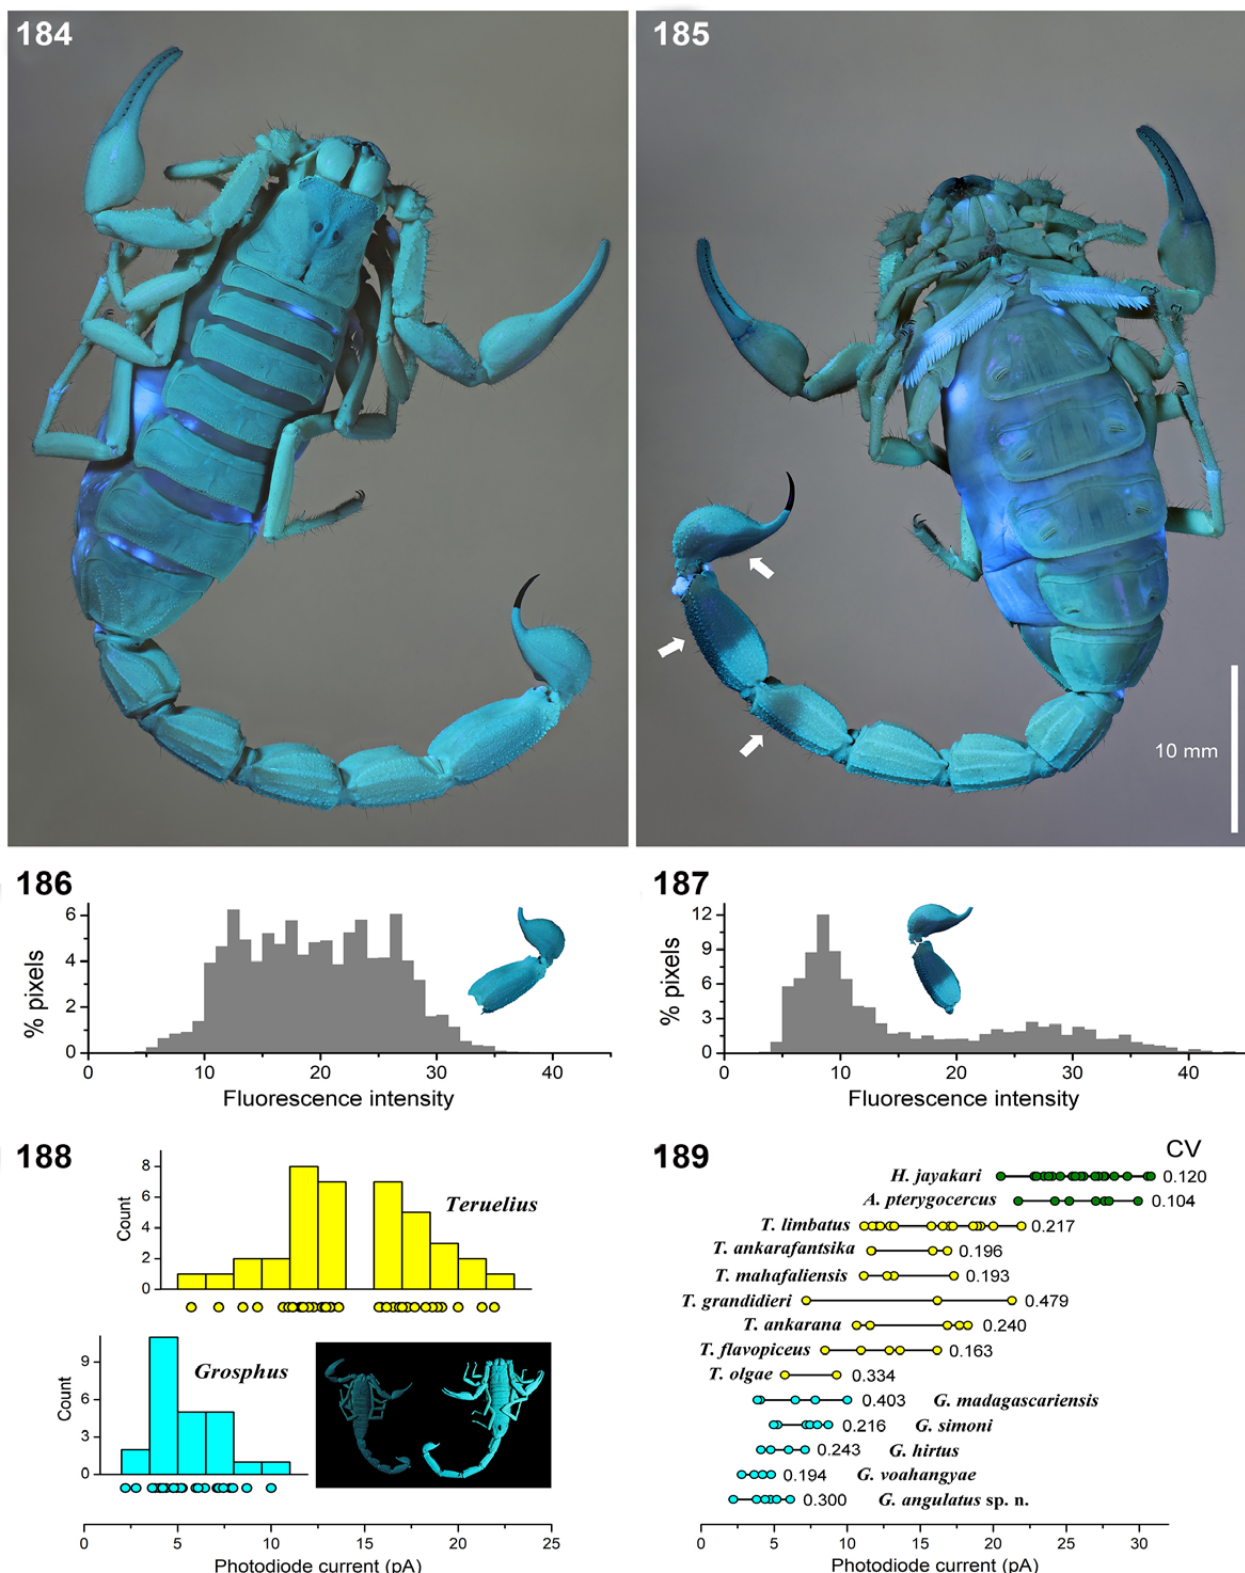 184
185
10 mm
186
% pixels
6
4
2
0
0 10 20 30 40
Fluorescence intensity
187
% pixels
12
9
6
3
0
0 10 20 30 40
Fluorescence intensity
188
Count
8
6
4
2
0
Teruelius
Count
9
6
3
0
Grosphus
0 5 10 15 20 25
Photodiode current (pA)
189
CV
H. jayakari 0.120
A. pterygocercus 0.104
T. limbatus 0.217
T. ankarafantsika 0.196
T. mahafaliensis 0.193
T. grandidieri 0.479
T. ankarana 0.240
T. flavopiceus 0.163
T. olgae 0.334
0.403 G. madagascariensis
0.216 G. simoni
0.243 G. hirtus
0.194 G. voahangyae
0.300 G. angulatus sp. n.
0 5 10 15 20 25 30
Photodiode current (pA)